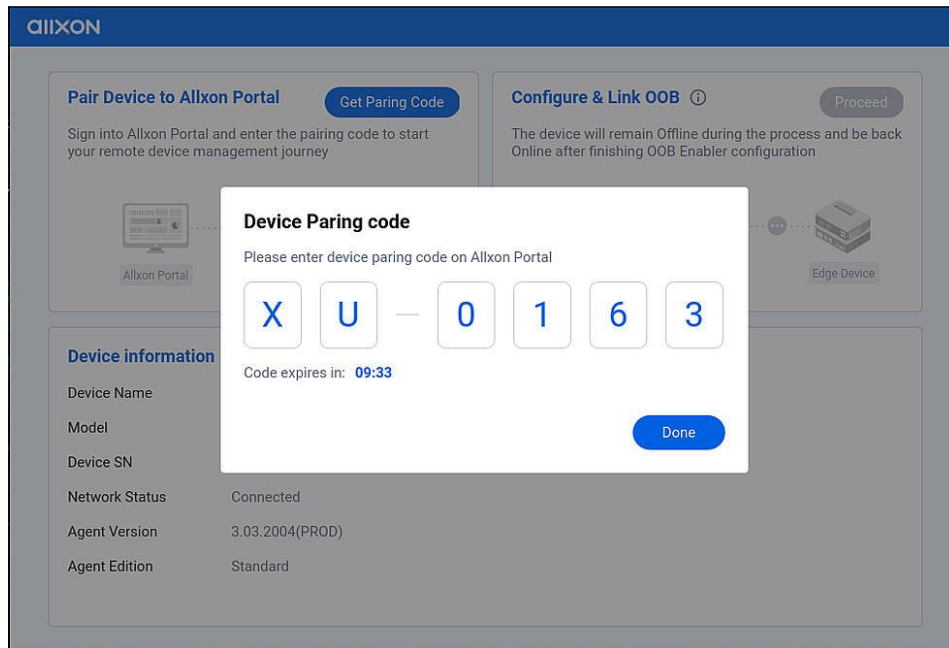 allxon
Pair Device to Allxon Portal
Get Paring Code
Sign into Allxon Portal and enter the pairing code to start
your remote device management journey
Allxon Portal
Configure & Link OOB
Proceed
The device will remain Offline during the process and be back
Online after finishing OOB Enabler configuration
Edge Device
Device Paring code
Please enter device paring code on Allxon Portal
X U — 0 1 6 3
Code expires in: 09:33
Done
Device information
Device Name
Model
Device SN
Network Status Connected
Agent Version 3.03.2004(PROD)
Agent Edition Standard